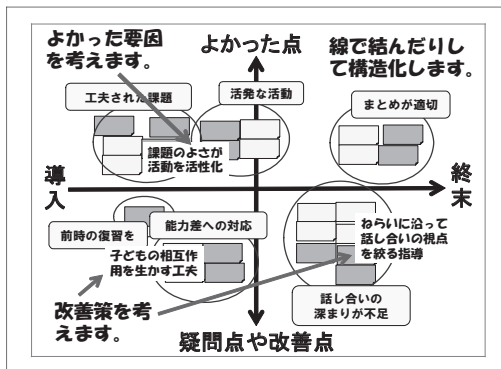 よかった要因
を考えます。
よかった点
線で結んだりし
て構造化します。
工夫された課題
活発な活動
まとめが適切
課題のよさが
活動を活性化
導
入
終
末
前時の復習を
能力差への対応
子どもの相互作
用を生かす工夫
ねらいに沿って
話し合いの視点
を絞る指導
改善策を考
えます。
話し合いの
深まりが不足
疑問点や改善点